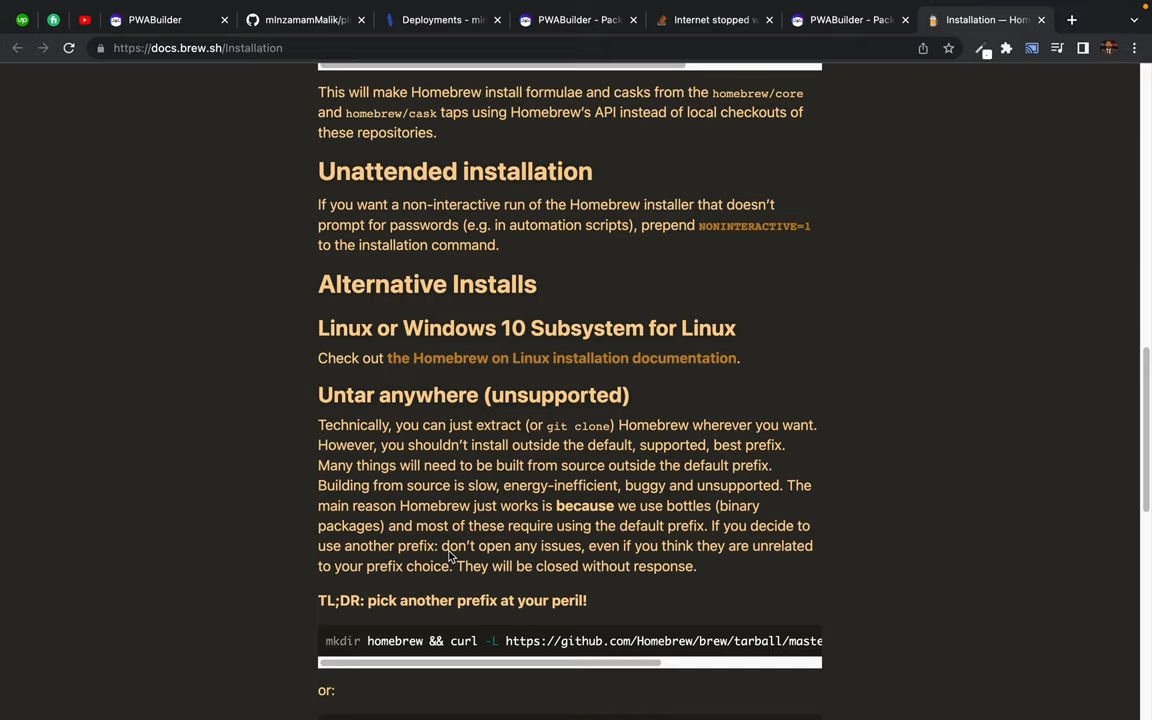 PWABuilder
mInzamamMalik/pl
Deployments - min
PWABuilder - Pack
Internet stopped w
PWABuilder - Pack
Installation — Hom
https://docs.brew.sh/Installation
This will make Homebrew install formulae and casks from the homebrew/core
and homebrew/cask taps using Homebrew's API instead of local checkouts of
these repositories.
Unattended installation
If you want a non-interactive run of the Homebrew installer that doesn't
prompt for passwords (e.g. in automation scripts), prepend NONINTERACTIVE=1
to the installation command.
Alternative Installs
Linux or Windows 10 Subsystem for Linux
Check out the Homebrew on Linux installation documentation.
Untar anywhere (unsupported)
Technically, you can just extract (or git clone) Homebrew wherever you want.
However, you shouldn't install outside the default, supported, best prefix.
Many things will need to be built from source outside the default prefix.
Building from source is slow, energy-inefficient, buggy and unsupported. The
main reason Homebrew just works is because we use bottles (binary
packages) and most of these require using the default prefix. If you decide to
use another prefix: don't open any issues, even if you think they are unrelated
to your prefix choice. They will be closed without response.
TL;DR: pick another prefix at your peril!
mkdir homebrew && curl -L https://github.com/Homebrew/brew/tarball/maste
or: